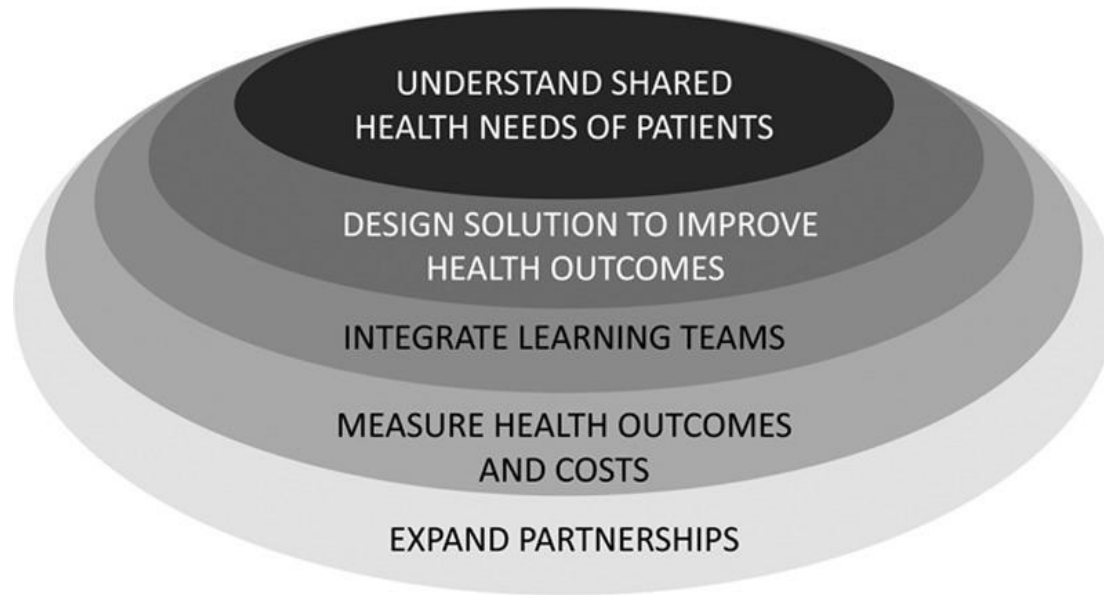 UNDERSTAND SHARED
HEALTH NEEDS OF PATIENTS
DESIGN SOLUTION TO IMPROVE
HEALTH OUTCOMES
INTEGRATE LEARNING TEAMS
MEASURE HEALTH OUTCOMES
AND COSTS
EXPAND PARTNERSHIPS